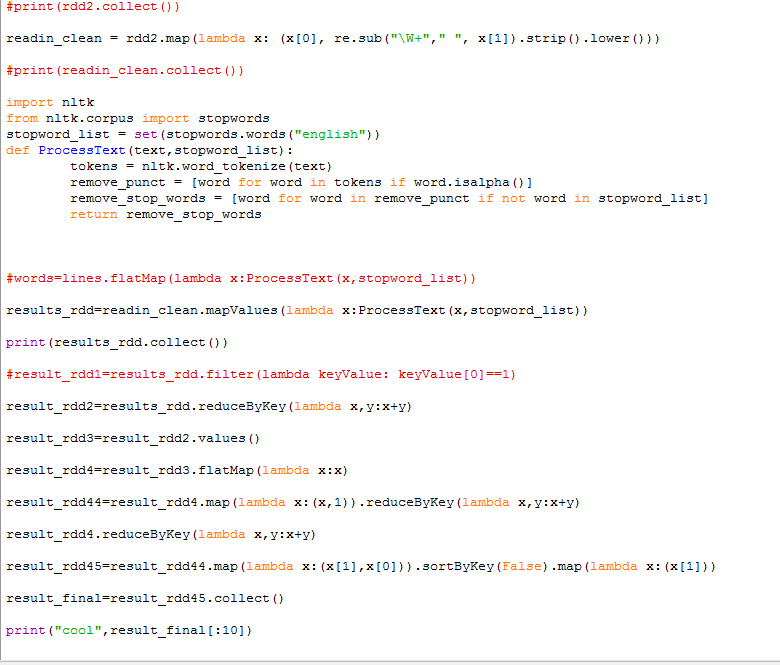 #print(rdd2.collect())
readin_clean = rdd2.map(lambda x: (x[0], re.sub("\W+"," ", x[1]).strip().lower()))
#print(readin_clean.collect())
import nltk
from nltk.corpus import stopwords
stopword_list = set(stopwords.words("english"))
def ProcessText(text,stopword_list):
        tokens = nltk.word_tokenize(text)
        remove_punct = [word for word in tokens if word.isalpha()]
        remove_stop_words = [word for word in remove_punct if not word in stopword_list]
        return remove_stop_words
#words=lines.flatMap(lambda x:ProcessText(x,stopword_list))
results_rdd=readin_clean.mapValues(lambda x:ProcessText(x,stopword_list))
print(results_rdd.collect())
#result_rdd1=results_rdd.filter(lambda keyValue: keyValue[0]==1)
result_rdd2=results_rdd.reduceByKey(lambda x,y:x+y)
result_rdd3=result_rdd2.values()
result_rdd4=result_rdd3.flatMap(lambda x:x)
result_rdd44=result_rdd4.map(lambda x:(x,1)).reduceByKey(lambda x,y:x+y)
result_rdd4.reduceByKey(lambda x,y:x+y)
result_rdd45=result_rdd44.map(lambda x:(x[1],x[0])).sortByKey(False).map(lambda x:(x[1]))
result_final=result_rdd45.collect()
print("cool",result_final[:10])